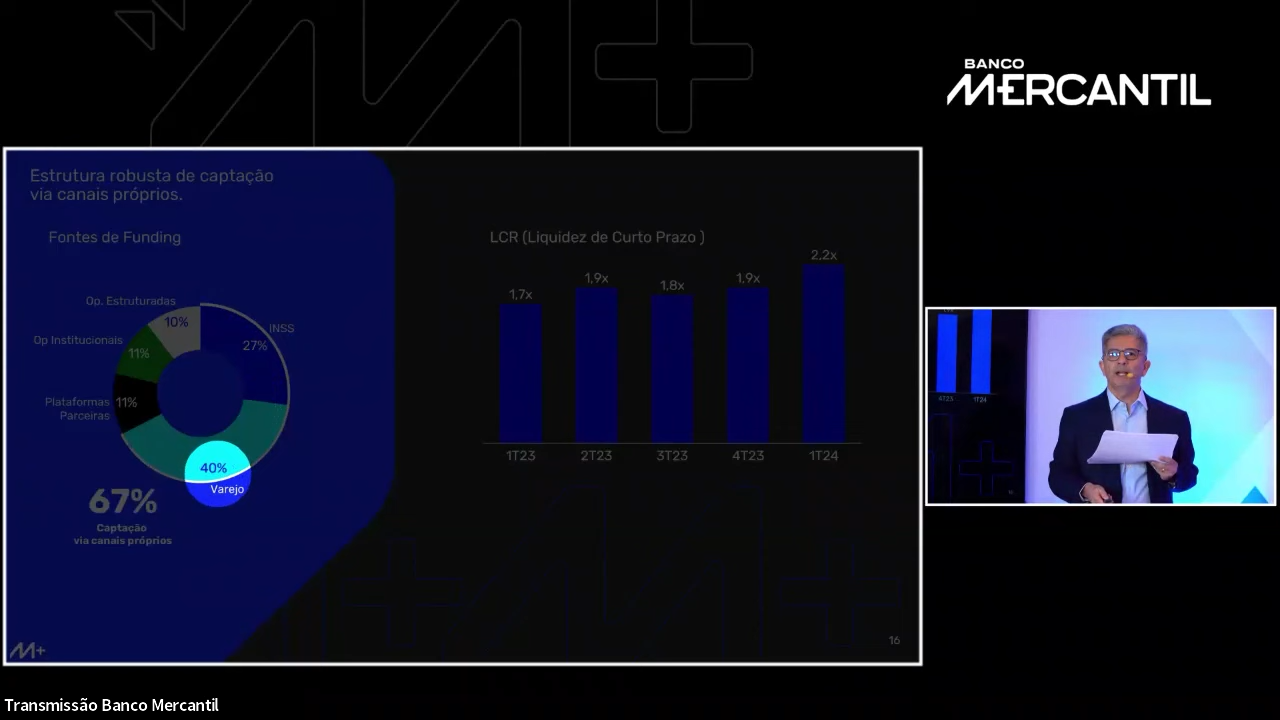 BANCO
MERCANTIL
Estrutura robusta de captação
via canais próprios.
Fontes de Funding
Op. Estruturadas
10%
INSS
27%
Op Institucionais
11%
Plataformas
Parceiras
11%
40%
Varejo
67%
Captação
via canais próprios
LCR (Liquidez de Curto Prazo )
1,7x
1,9x
1,8x
1,9x
2,2x
1T23
2T23
3T23
4T23
1T24
16
M+
4T23
1T24
Transmissão Banco Mercantil